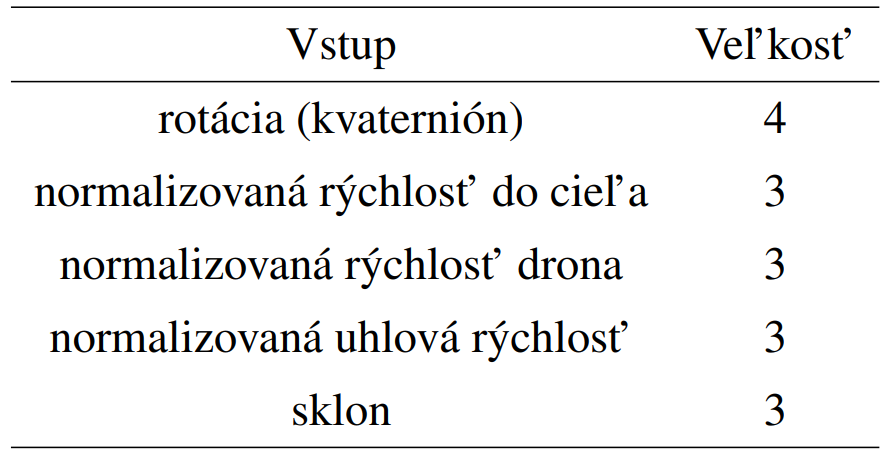 Vstup Veľkosť
rotácia (kvaternión) 4
normalizovaná rýchlosť do cieľa 3
normalizovaná rýchlosť drona 3
normalizovaná uhlová rýchlosť 3
sklon 3